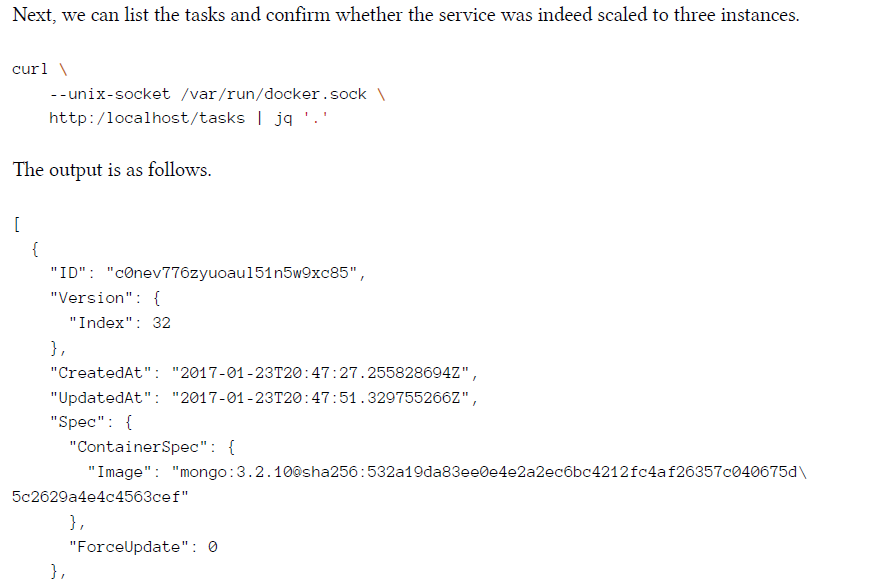 Next, we can list the tasks and confirm whether the service was indeed scaled to three instances.
curl \
--unix-socket /var/run/docker.sock \
http:/localhost/tasks | jq '.'
The output is as follows.
[
{
"ID": "c0nev776zyuoaul51n5w9xc85",
"Version": {
"Index": 32
},
"CreatedAt": "2017-01-23T20:47:27.255828694Z",
"UpdatedAt": "2017-01-23T20:47:51.329755266Z",
"Spec": {
"ContainerSpec": {
"Image": "mongo:3.2.10@sha256:532a19da83ee0e4e2a2ec6bc4212fc4af26357c040675d\
5c2629a4e4c4563cef"
},
"ForceUpdate": 0
},